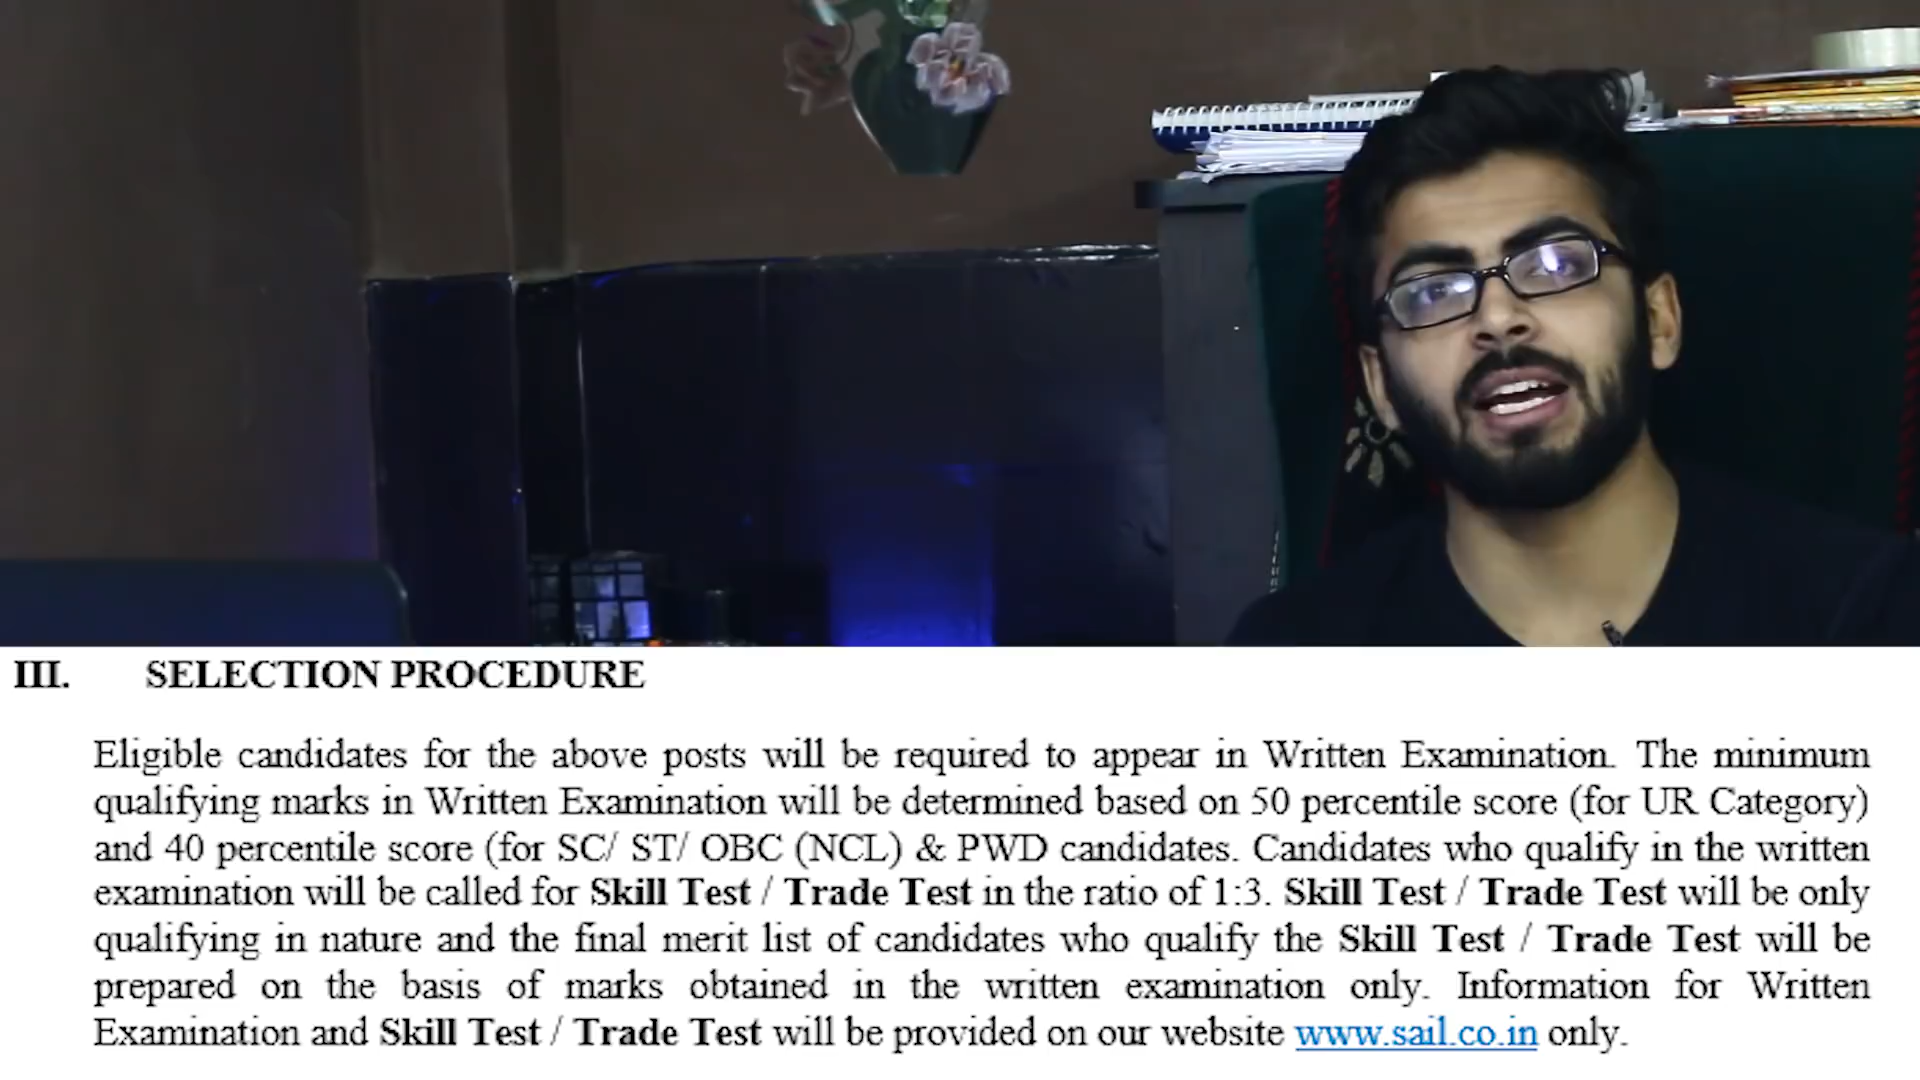 III. SELECTION PROCEDURE
Eligible candidates for the above posts will be required to appear in Written Examination. The minimum
qualifying marks in Written Examination will be determined based on 50 percentile score (for UR Category)
and 40 percentile score (for SC/ ST/ OBC (NCL) & PWD candidates. Candidates who qualify in the written
examination will be called for Skill Test / Trade Test in the ratio of 1:3. Skill Test / Trade Test will be only
qualifying in nature and the final merit list of candidates who qualify the Skill Test / Trade Test will be
prepared on the basis of marks obtained in the written examination only. Information for Written
Examination and Skill Test / Trade Test will be provided on our website www.sail.co.in only.